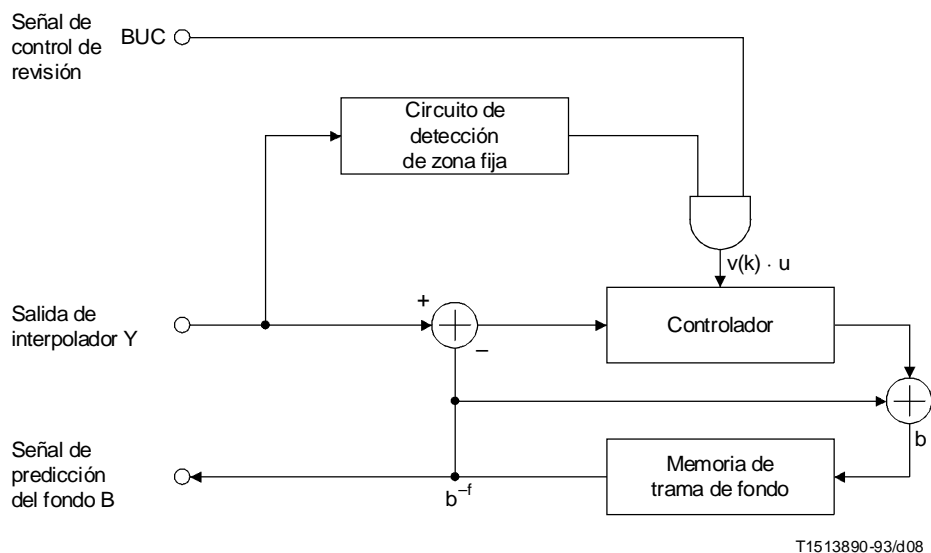 Señal de
control de
revisión
BUC
Circuito de
detección
de zona fija
v(k) · u
Salida de
interpolador Y
+
–
Controlador
b
Señal de
predicción
del fondo B
b–f
Memoria de
trama de fondo
T1513890-93/d08